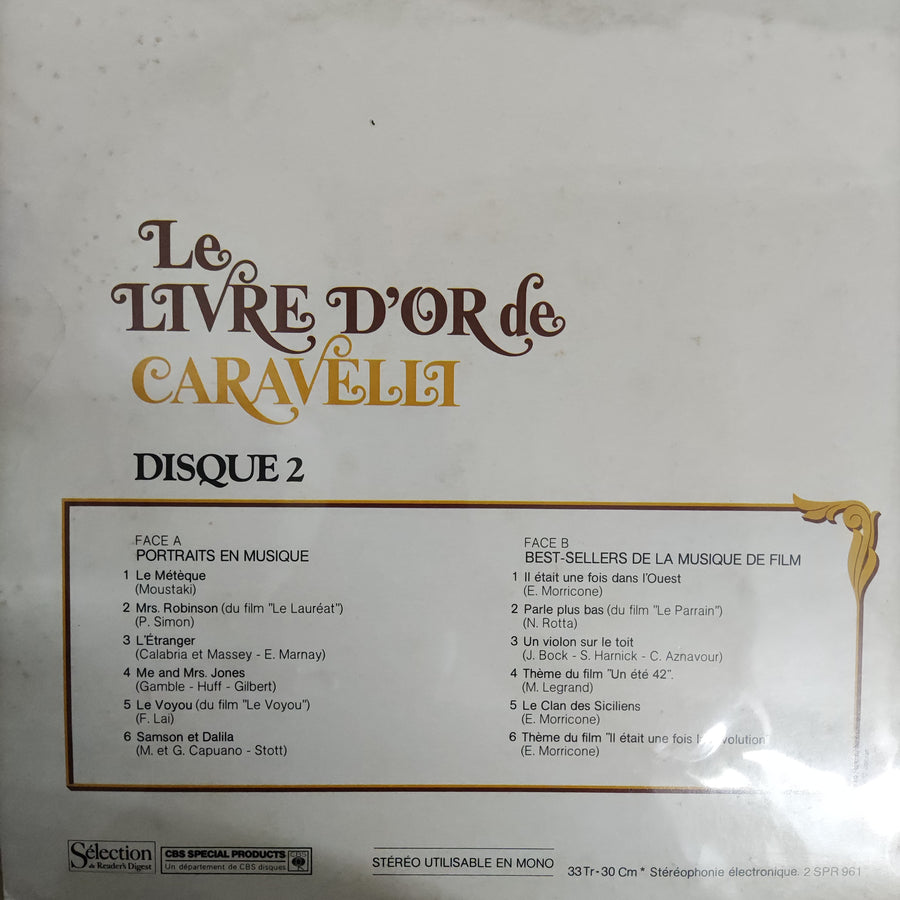 Le
LIVRE D'OR de
CARAVELLI
DISQUE 2
FACE A
PORTRAITS EN MUSIQUE
1 Le Métèque
(Moustaki)
2 Mrs. Robinson (du film "Le Lauréat")
(P. Simon)
3 L'Étranger
(Calabria et Massey - E. Marnay)
4 Me and Mrs. Jones
(Gamble - Huff - Gilbert)
5 Le Voyou (du film "Le Voyou")
(F. Lai)
6 Samson et Dalila
(M. et G. Capuano - Stott)
FACE B
BEST-SELLERS DE LA MUSIQUE DE FILM
1 Il était une fois dans l'Ouest
(E. Morricone)
2 Parle plus bas (du film "Le Parrain")
(N. Rotta)
3 Un violon sur le toit
(J. Bock - S. Harnick - C. Aznavour)
4 Thème du film "Un été 42".
(M. Legrand)
5 Le Clan des Siciliens
(E. Morricone)
6 Thème du film "Il était une fois
(E. Morricone)
Sélection
du Reader's Digest
CBS SPECIAL PRODUCTS
Un département de CBS disques
CBS
STÉRÉO UTILISABLE EN MONO
33 Tr - 30 Cm * Stéréophonie électronique. 2 SPR 961